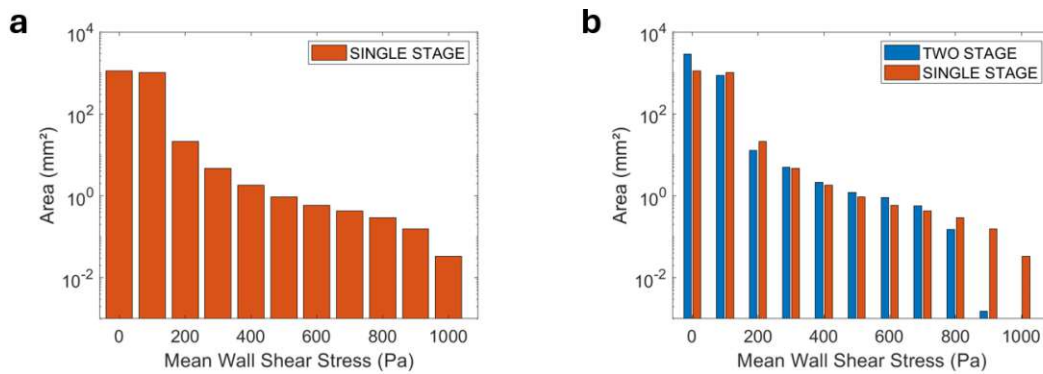 a
SINGLE STAGE
10⁴
10²
10⁰
10⁻²
Area (mm²)
0 200 400 600 800 1000
Mean Wall Shear Stress (Pa)
b
TWO STAGE
SINGLE STAGE
10⁴
10²
10⁰
10⁻²
Area (mm²)
0 200 400 600 800 1000
Mean Wall Shear Stress (Pa)